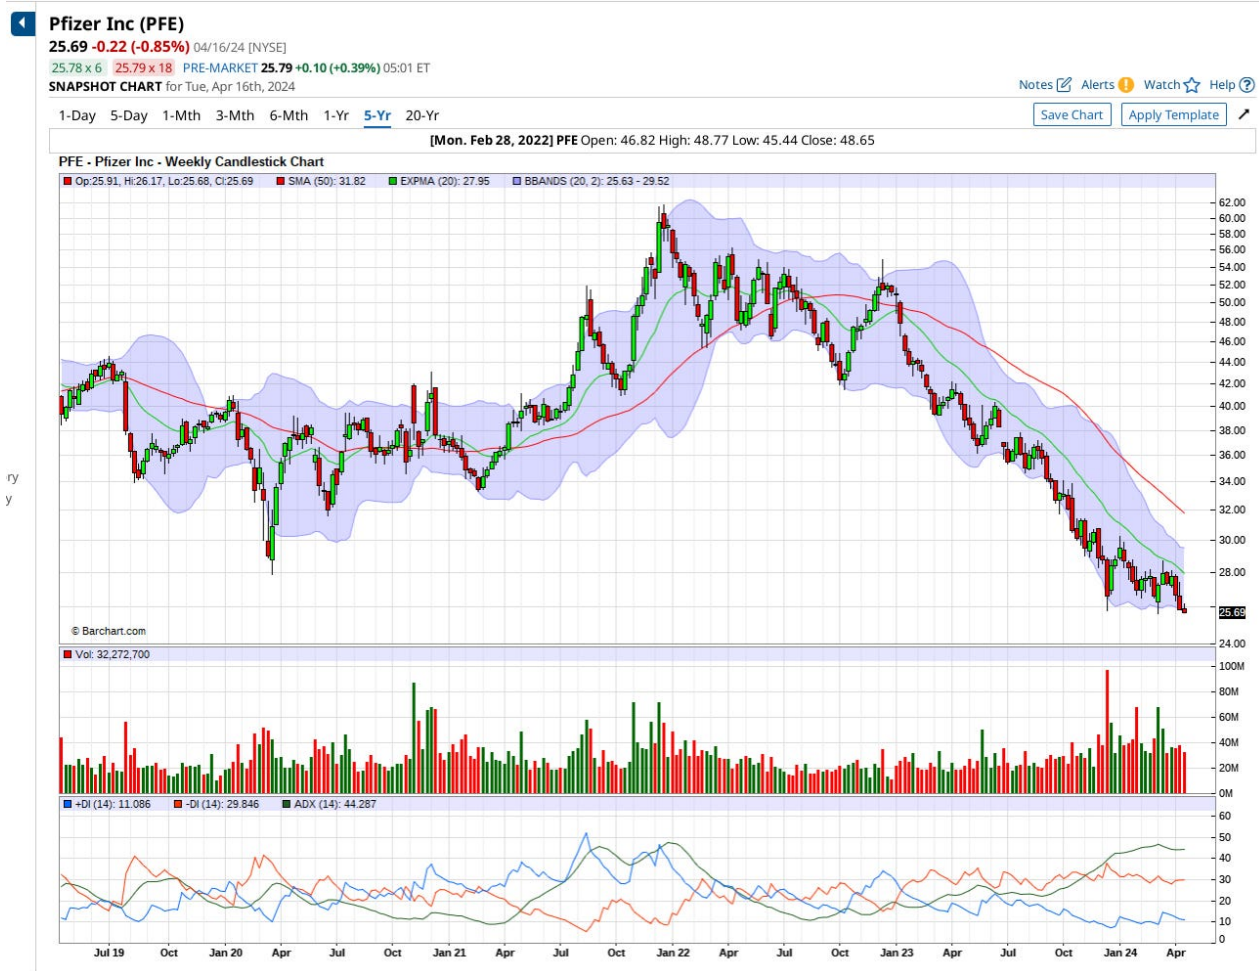 Pfizer Inc (PFE)
25.69 -0.22 (-0.85%) 04/16/24 [NYSE]
25.78 x 6 25.79 x 18 PRE-MARKET 25.79 +0.10 (+0.39%) 05:01 ET
SNAPSHOT CHART for Tue, Apr 16th, 2024
Notes Alerts Watch Help
1-Day 5-Day 1-Mth 3-Mth 6-Mth 1-Yr 5-Yr 20-Yr
Save Chart Apply Template
[Mon. Feb 28, 2022] PFE Open: 46.82 High: 48.77 Low: 45.44 Close: 48.65
PFE - Pfizer Inc - Weekly Candlestick Chart
Op:25.91, Hi:26.17, Lo:25.68, Cl:25.69 SMA (50): 31.82 EXPMA (20): 27.95 BBANDS (20, 2): 25.63 - 29.52
62.00
60.00
58.00
56.00
54.00
52.00
50.00
48.00
46.00
44.00
42.00
40.00
38.00
36.00
ry
34.00
y
32.00
30.00
28.00
25.69
© Barchart.com
24.00
Vol: 32,272,700
100M
80M
60M
40M
20M
0M
+DI (14): 11.086 -DI (14): 29.846 ADX (14): 44.287
60
50
40
30
20
10
0
Jul 19 Oct Jan 20 Apr Jul Oct Jan 21 Apr Jul Oct Jan 22 Apr Jul Oct Jan 23 Apr Jul Oct Jan 24 Apr